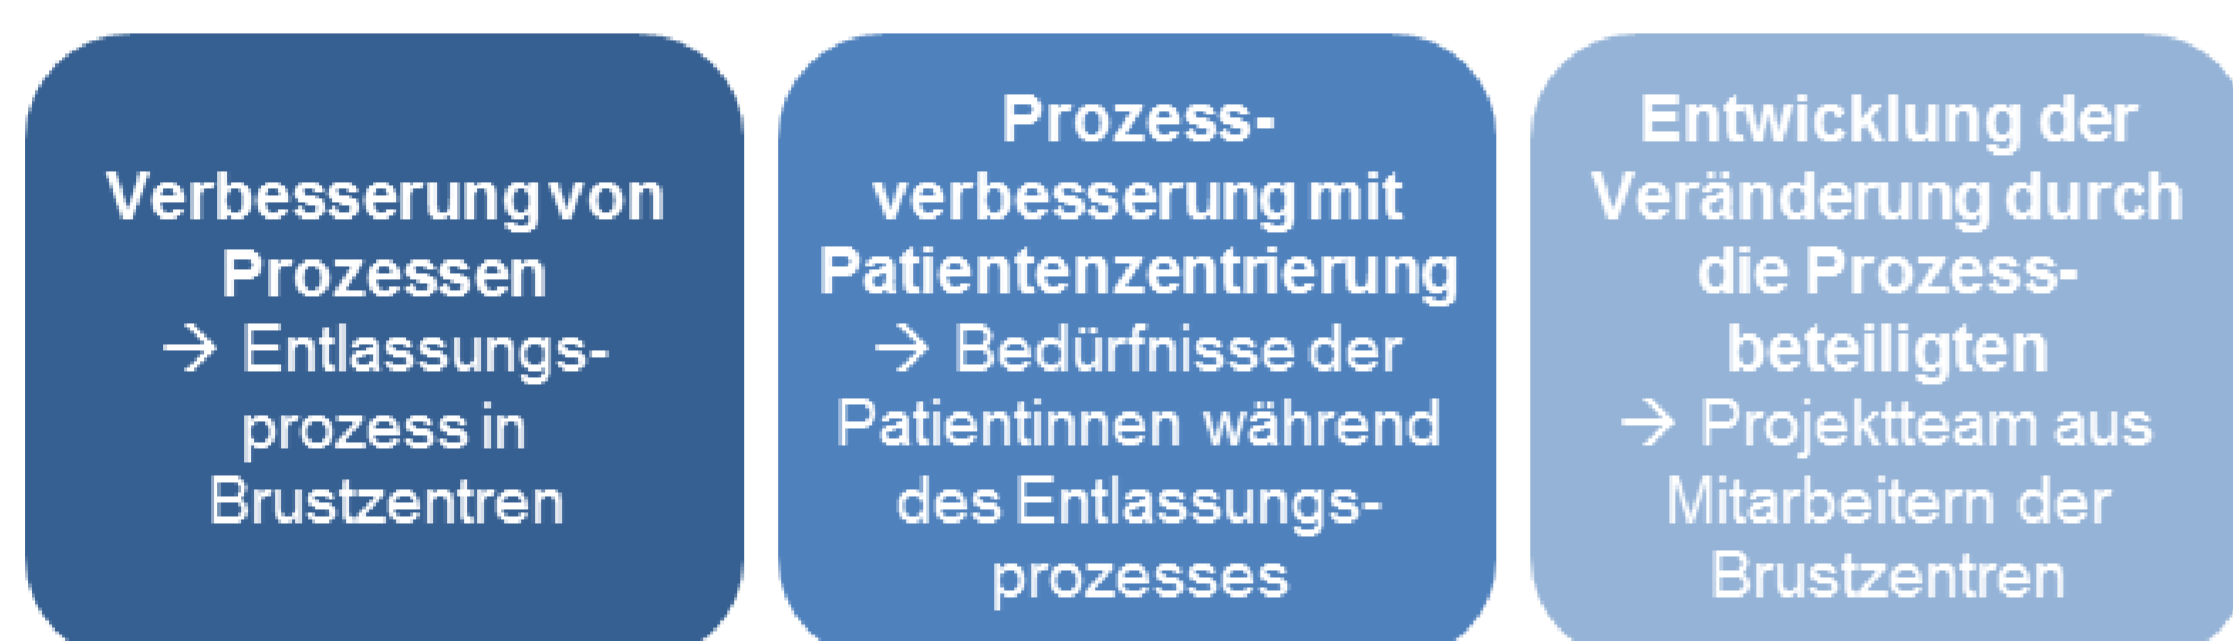 Verbesserung von
Prozessen
→ Entlassungs-
prozess in
Brustzentren
Prozess-
verbesserung mit
Patientenzentrierung
→ Bedürfnisse der
Patientinnen während
des Entlassungs-
prozesses
Entwicklung der
Veränderung durch
die Prozess-
beteiligten
→ Projektteam aus
Mitarbeitern der
Brustzentren